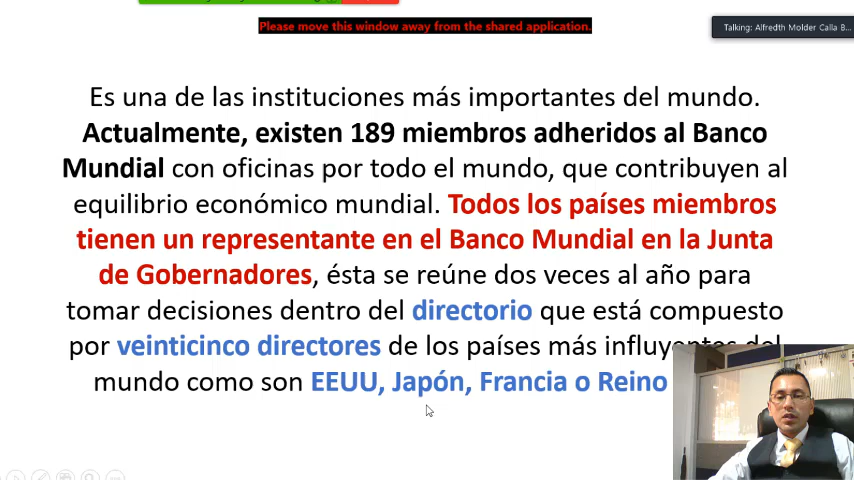 Please move this window away from the shared application.
Talking: Alfredth Molder Calla B...
Es una de las instituciones más importantes del mundo.
Actualmente, existen 189 miembros adheridos al Banco
Mundial con oficinas por todo el mundo, que contribuyen al
equilibrio económico mundial. Todos los países miembros
tienen un representante en el Banco Mundial en la Junta
de Gobernadores, ésta se reúne dos veces al año para
tomar decisiones dentro del directorio que está compuesto
por veinticinco directores de los países más influyentes del
mundo como son EEUU, Japón, Francia o Reino